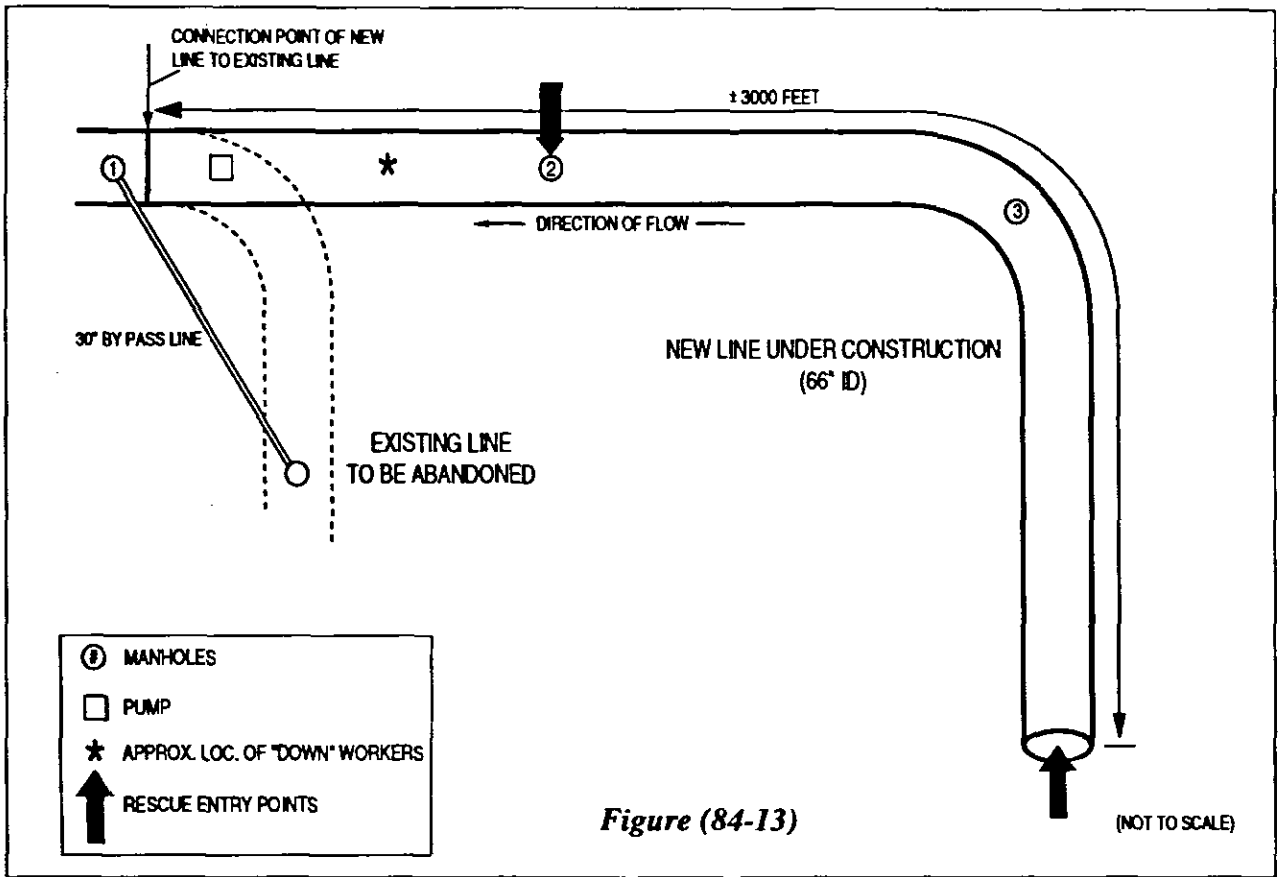 CONNECTION POINT OF NEW
LINE TO EXISTING LINE
± 3000 FEET
1
2
3
DIRECTION OF FLOW
30" BY PASS LINE
NEW LINE UNDER CONSTRUCTION
(66" ID)
EXISTING LINE
TO BE ABANDONED
# MANHOLES
PUMP
* APPROX. LOC. OF "DOWN" WORKERS
RESCUE ENTRY POINTS
Figure (84-13)
(NOT TO SCALE)